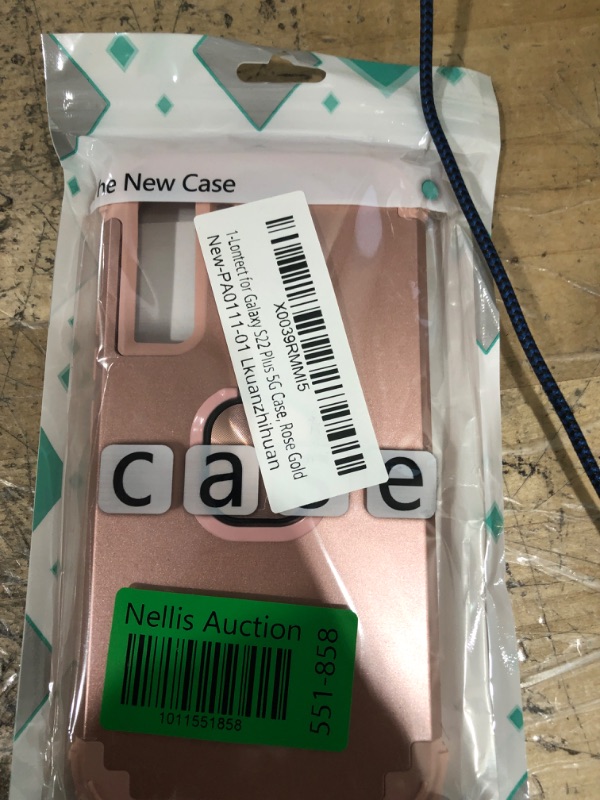 he New Case
X0039RMMI5
1-Lontect for Galaxy S22 Plus 5G Case, Rose Gold
New-PA0111-01 Lkuanzhihuan
case
Nellis Auction
1011551858
551-858